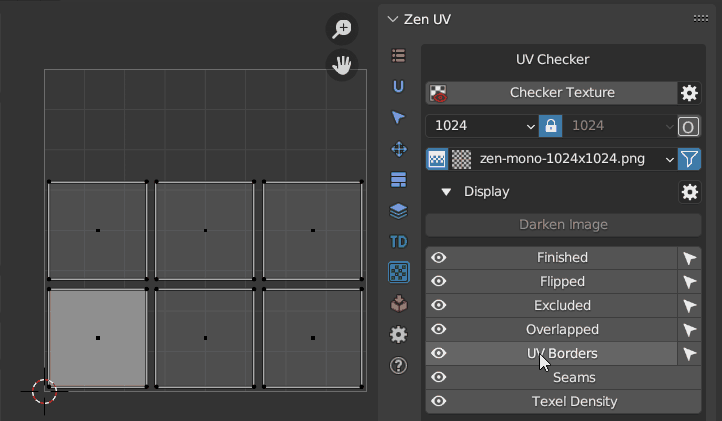 Zen UV
UV Checker
Checker Texture
1024 1024 O
zen-mono-1024x1024.png
Display
Darken Image
Finished
Flipped
Excluded
Overlapped
UV Borders
TD
Seams
Texel Density